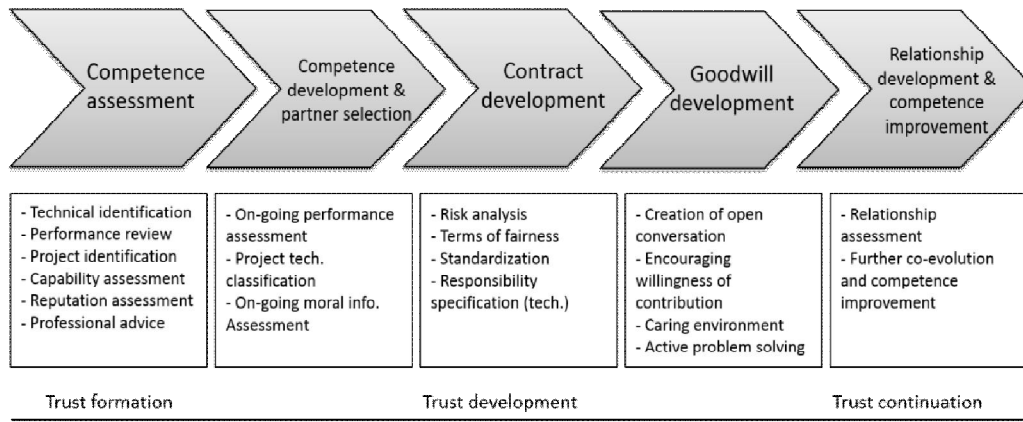 Competence
assessment
Competence
development &
partner selection
Contract
development
Goodwill
development
Relationship
development &
competence
improvement
- Technical identification
- Performance review
- Project identification
- Capability assessment
- Reputation assessment
- Professional advice
- On-going performance
assessment
- Project tech.
classification
- On-going moral info.
Assessment
- Risk analysis
- Terms of fairness
- Standardization
- Responsibility
specification (tech.)
- Creation of open
conversation
- Encouraging
willingness of
contribution
- Caring environment
- Active problem solving
- Relationship
assessment
- Further co-evolution
and competence
improvement
Trust formation
Trust development
Trust continuation